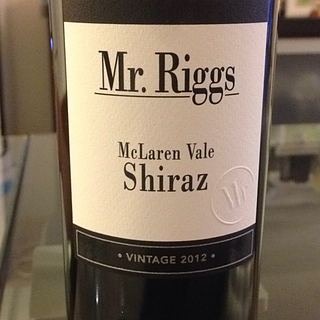 Mr. Riggs
McLaren Vale
Shiraz
• VINTAGE 2012 •